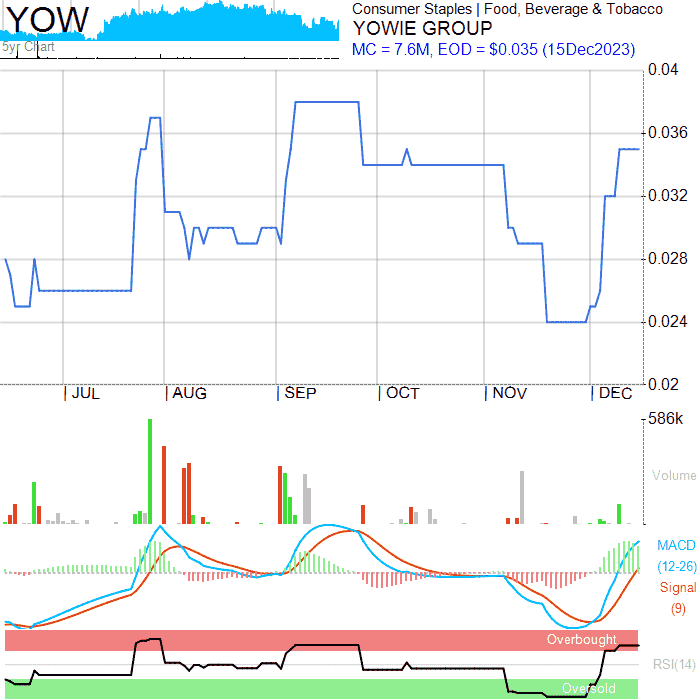 YOW
5yr Chart
Consumer Staples | Food, Beverage & Tobacco
YOWIE GROUP
MC = 7.6M, EOD = $0.035 (15Dec2023)
0.04
0.036
0.032
0.028
0.024
0.02
JUL AUG SEP OCT NOV DEC
586k
Volume
MACD
(12-26)
Signal
(9)
Overbought
RSI(14)
Oversold